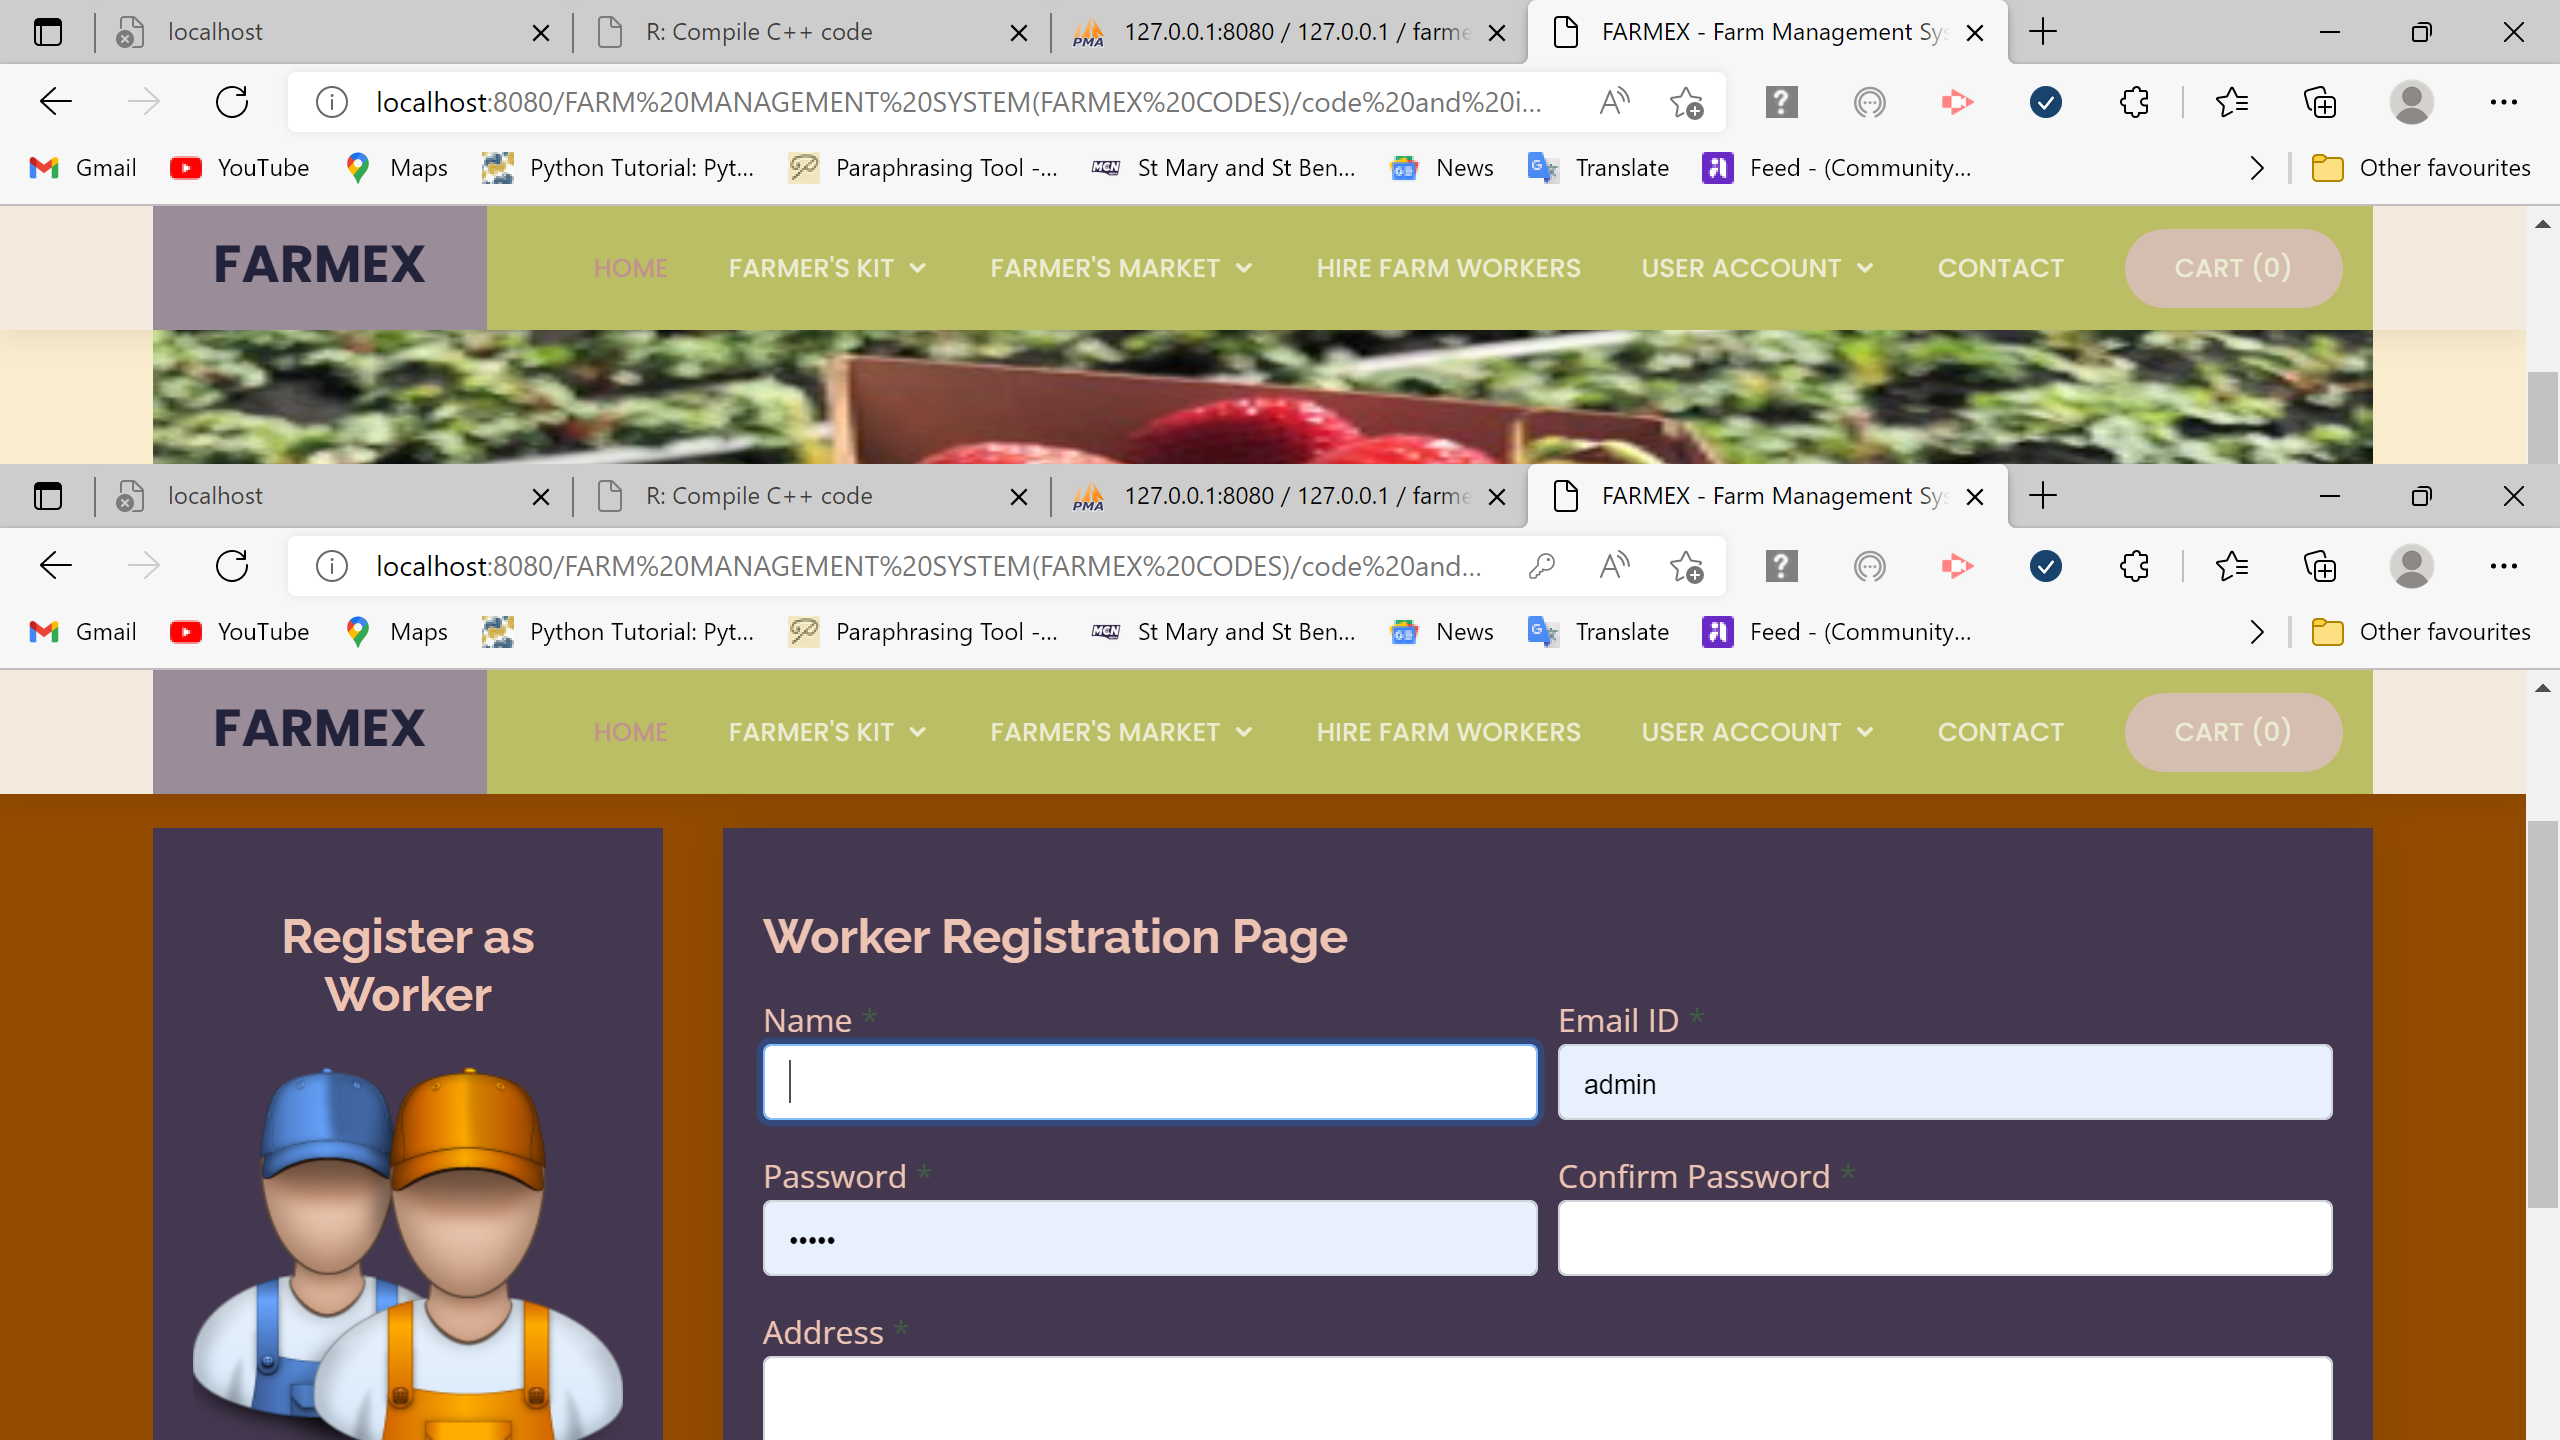 localhost
R: Compile C++ code
127.0.0.1:8080 / 127.0.0.1 / farme
FARMEX - Farm Management Sys
localhost:8080/FARM%20MANAGEMENT%20SYSTEM(FARMEX%20CODES)/code%20and%20i...
Gmail
YouTube
Maps
Python Tutorial: Pyt...
Paraphrasing Tool -...
St Mary and St Ben...
News
Translate
Feed - (Community...
Other favourites
FARMEX
HOME
FARMER'S KIT
FARMER'S MARKET
HIRE FARM WORKERS
USER ACCOUNT
CONTACT
CART (0)
localhost
R: Compile C++ code
127.0.0.1:8080 / 127.0.0.1 / farme
FARMEX - Farm Management Sys
localhost:8080/FARM%20MANAGEMENT%20SYSTEM(FARMEX%20CODES)/code%20and...
Gmail
YouTube
Maps
Python Tutorial: Pyt...
Paraphrasing Tool -...
St Mary and St Ben...
News
Translate
Feed - (Community...
Other favourites
FARMEX
HOME
FARMER'S KIT
FARMER'S MARKET
HIRE FARM WORKERS
USER ACCOUNT
CONTACT
CART (0)
Register as
Worker
Worker Registration Page
Name *
Email ID *
admin
Password *
•••••
Confirm Password *
Address *